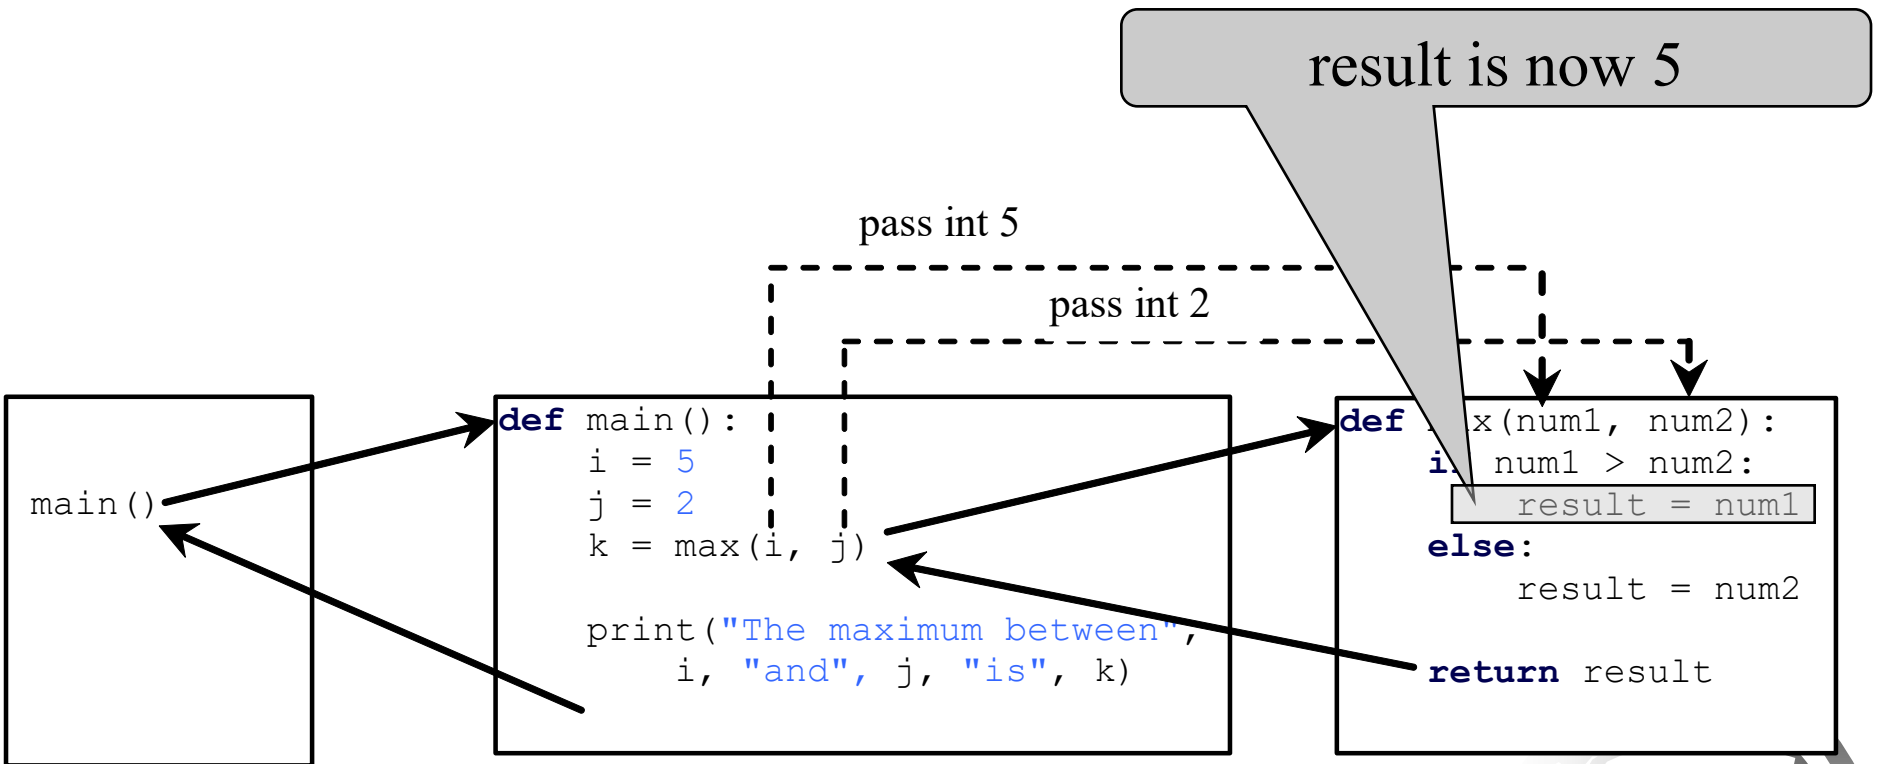 result is now 5
pass int 5
pass int 2
main()
def main():
i = 5
j = 2
k = max(i, j)
print("The maximum between",
i, "and", j, "is", k)
def x(num1, num2):
i num1 > num2:
result = num1
else:
result = num2
return result